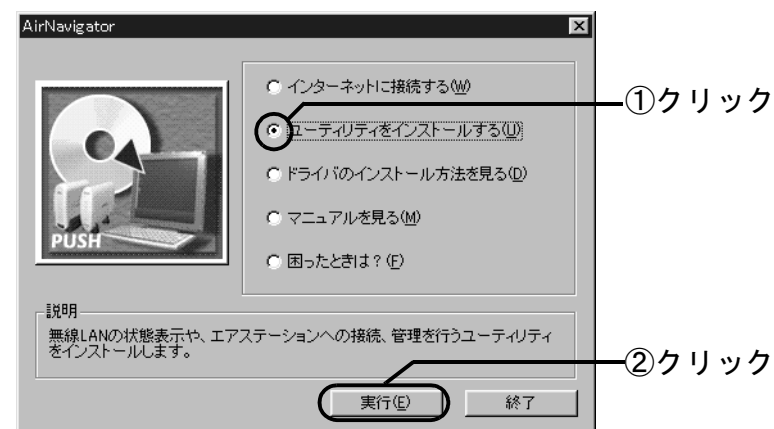 AirNavigator
インターネットに接続する(W)
①クリック
ユーティリティをインストールする(U)
ドライバのインストール方法を見る(D)
マニュアルを見る(M)
PUSH
困ったときは？(F)
説明
無線LANの状態表示や、エアステーションへの接続、管理を行うユーティリティ
をインストールします。
②クリック
実行(E)
終了